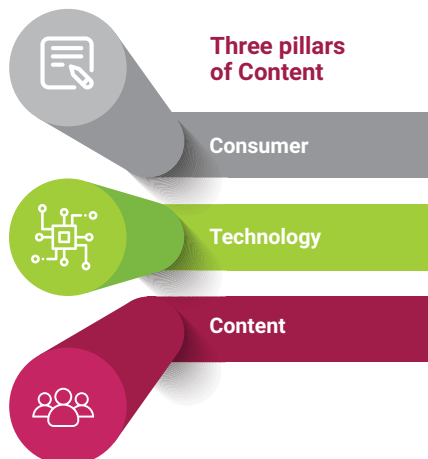 Three pillars
of Content
Consumer
Technology
Content